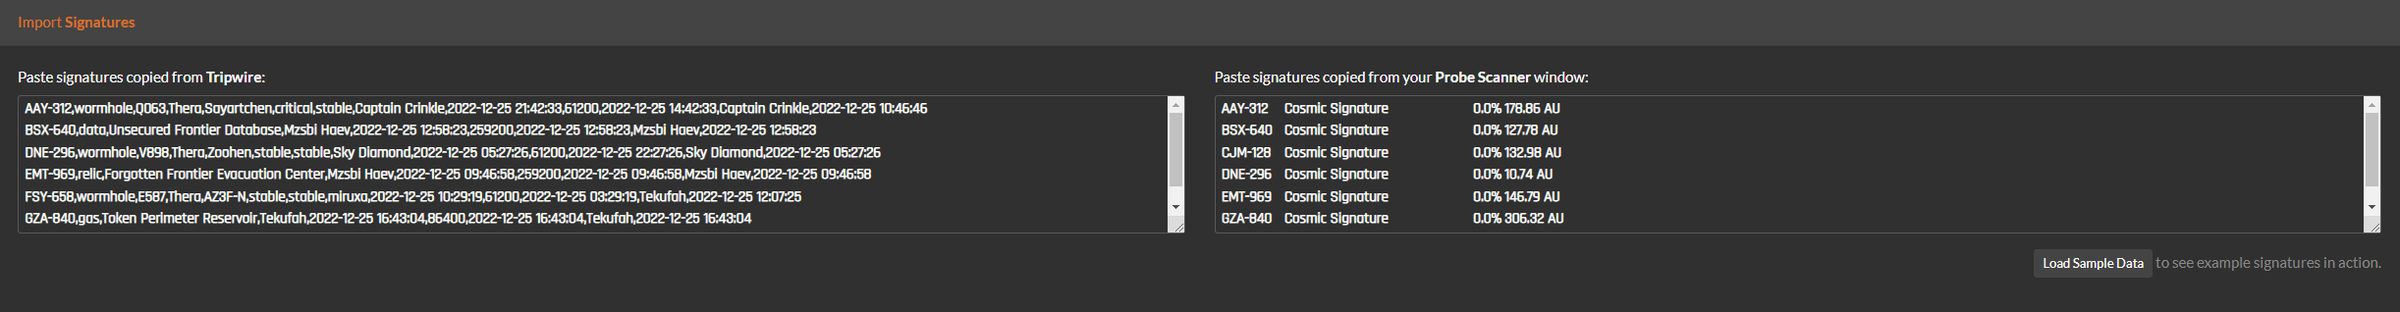 Import Signatures
Paste signatures copied from Tripwire:
AAY-312,wormhole,Q063,Thera,Sayartchen,critical,stable,Captain Crinkle,2022-12-25 21:42:33,61200,2022-12-25 14:42:33,Captain Crinkle,2022-12-25 10:46:46
BSX-640,data,Unsecured Frontier Database,Mzsbi Haev,2022-12-25 12:58:23,259200,2022-12-25 12:58:23,Mzsbi Haev,2022-12-25 12:58:23
DNE-296,wormhole,V898,Thera,Zoohen,stable,stable,Sky Diamond,2022-12-25 05:27:26,61200,2022-12-25 22:27:26,Sky Diamond,2022-12-25 05:27:26
EMT-969,relic,Forgotten Frontier Evacuation Center,Mzsbi Haev,2022-12-25 09:46:58,259200,2022-12-25 09:46:58,Mzsbi Haev,2022-12-25 09:46:58
FSY-658,wormhole,E587,Thera,AZ3F-N,stable,stable,miruxa,2022-12-25 10:29:19,61200,2022-12-25 03:29:19,Tekufah,2022-12-25 12:07:25
GZA-840,gas,Token Perimeter Reservoir,Tekufah,2022-12-25 16:43:04,86400,2022-12-25 16:43:04,Tekufah,2022-12-25 16:43:04
Paste signatures copied from your Probe Scanner window:
AAY-312 Cosmic Signature 0.0% 178.86 AU
BSX-640 Cosmic Signature 0.0% 127.78 AU
CJM-128 Cosmic Signature 0.0% 132.98 AU
DNE-296 Cosmic Signature 0.0% 10.74 AU
EMT-969 Cosmic Signature 0.0% 146.79 AU
GZA-840 Cosmic Signature 0.0% 306.32 AU
Load Sample Data to see example signatures in action.